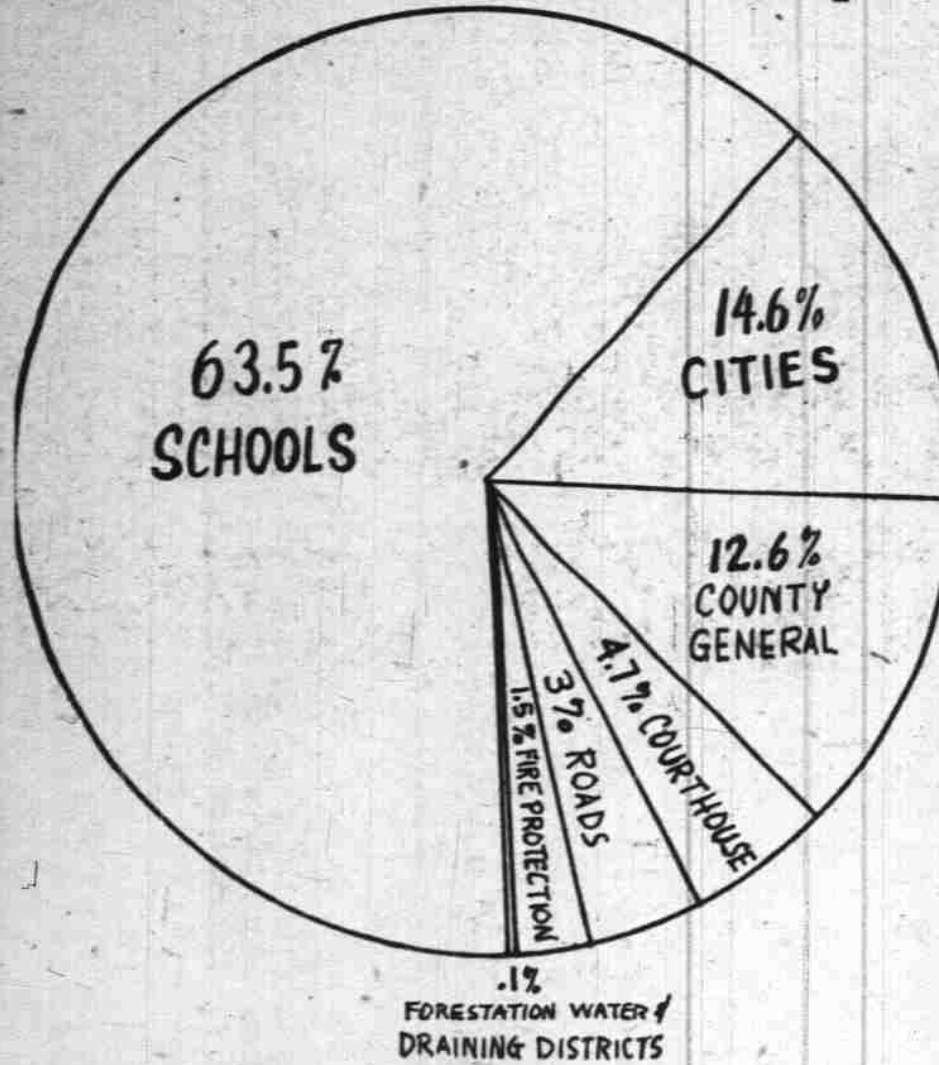 63.5%
SCHOOLS
14.6%
CITIES
12.6%
COUNTY
GENERAL
4.7% COURTHOUSE
3% ROADS
1.5% FIRE PROTECTION
.1%
FORESTATION WATER &
DRAINING DISTRICTS